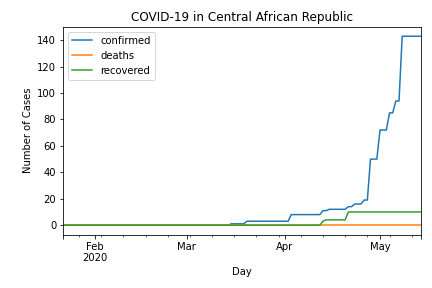 COVID-19 in Central African Republic
confirmed
deaths
recovered
140
120
100
80
60
40
20
0
Number of Cases
Feb
2020
Mar
Apr
May
Day